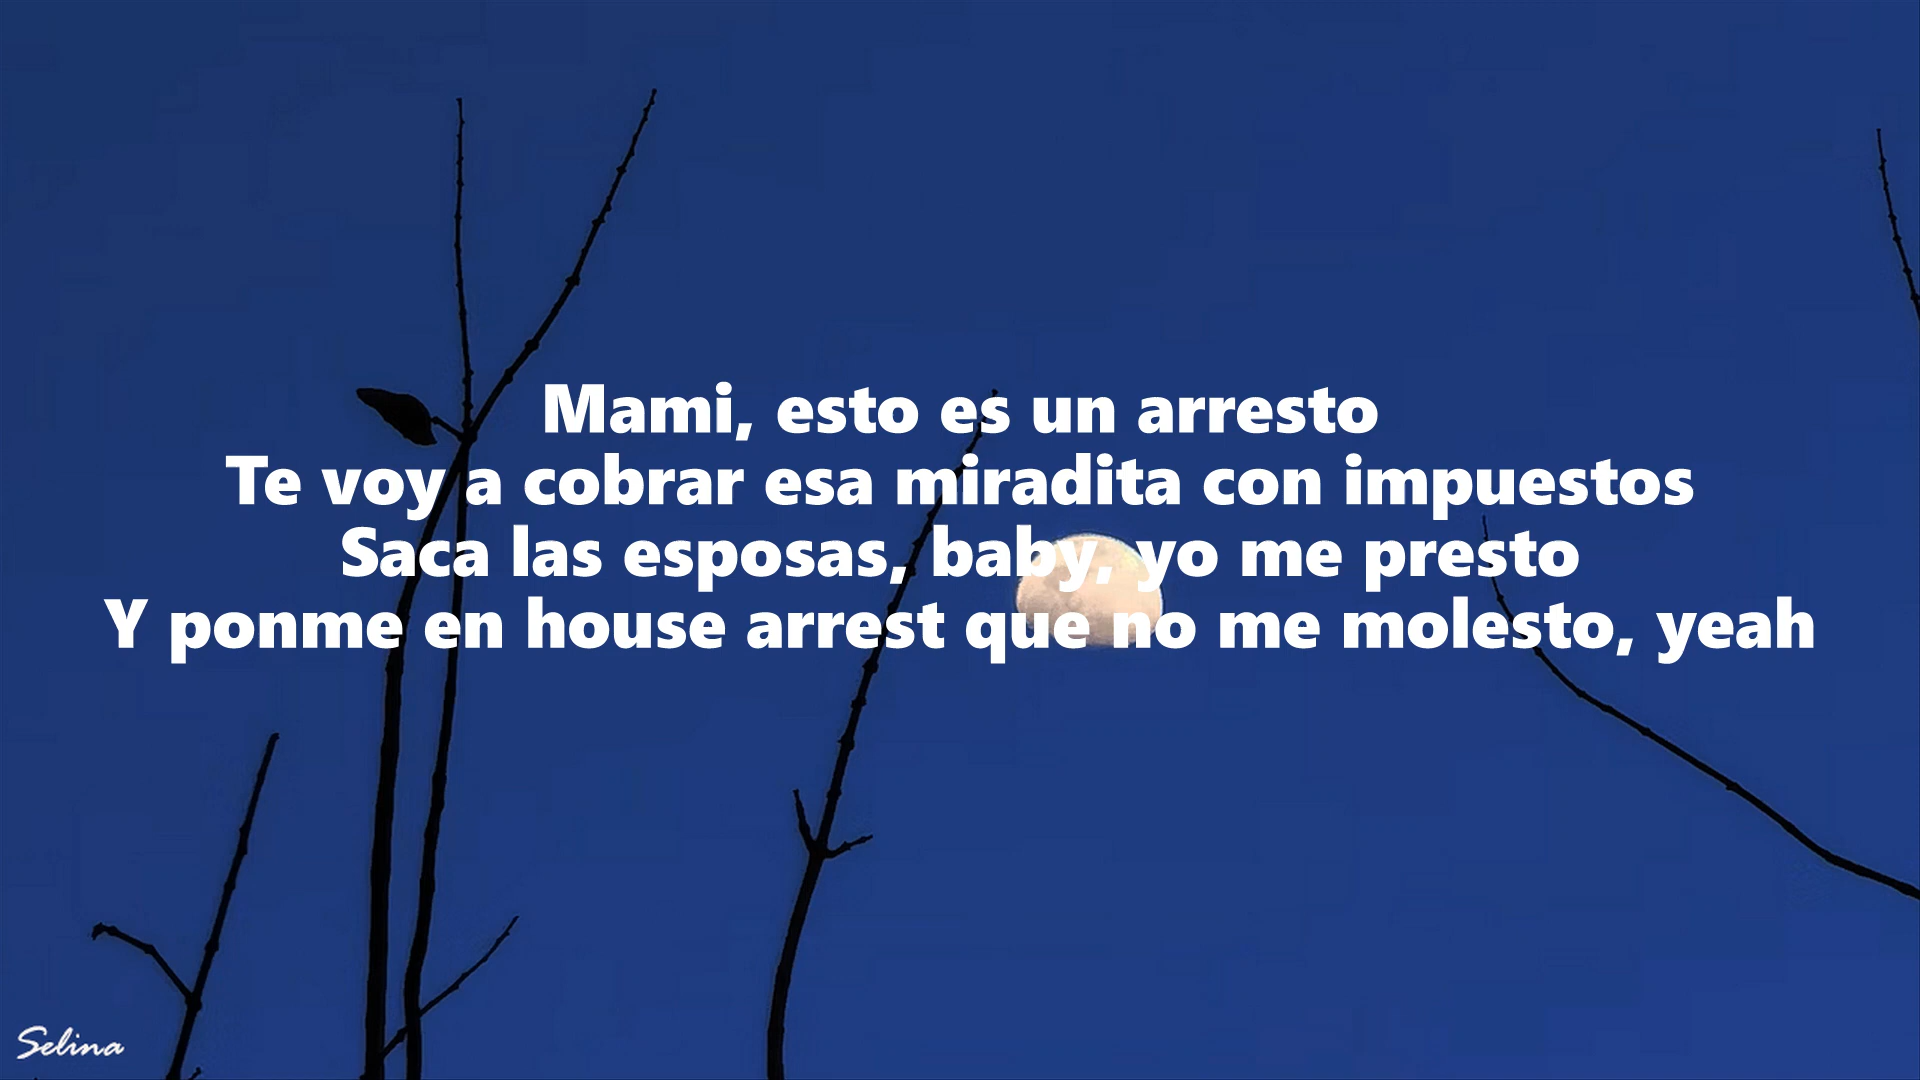 Mami, esto es un arresto
Te voy a cobrar esa miradita con impuestos
Saca las esposas, baby, yo me presto
Y ponme en house arrest que no me molesto, yeah
Selina